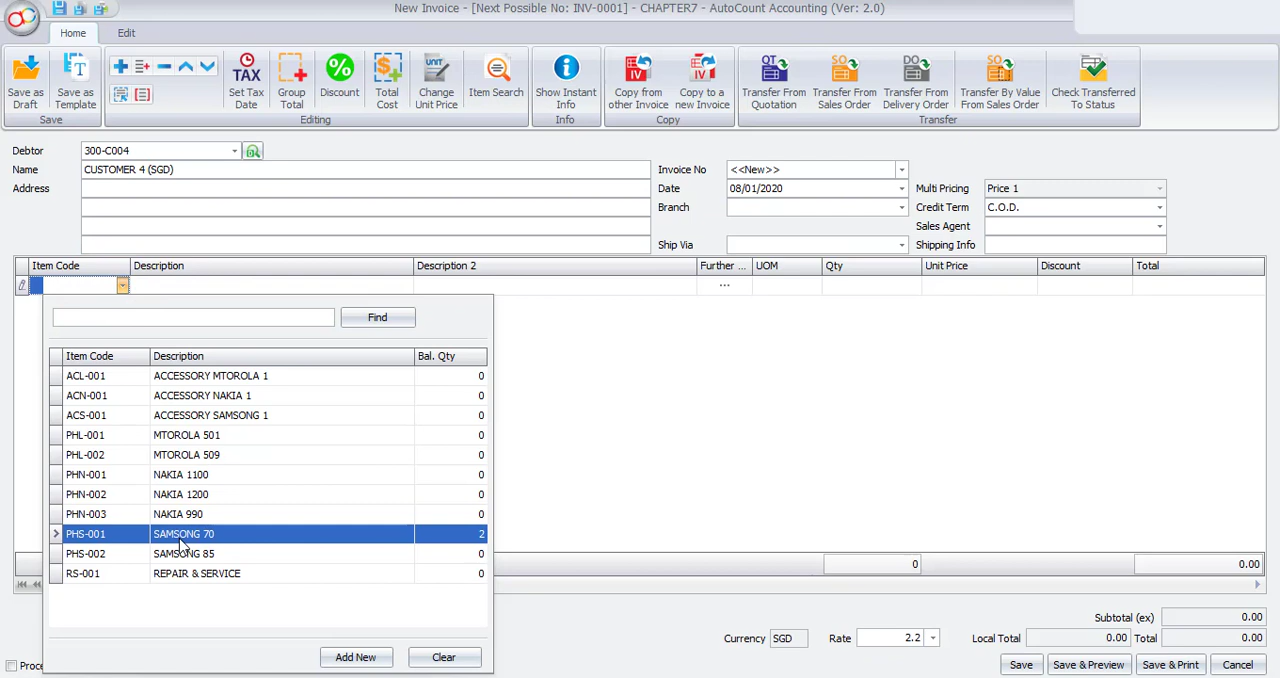 New Invoice - [Next Possible No: INV-0001] - CHAPTER7 - AutoCount Accounting (Ver: 2.0)
Home Edit
Save as Draft
Save as Template
Set Tax Date
Group Total
Discount
Total Cost
Change Unit Price
Item Search
Show Instant Info
Copy from other Invoice
Copy to a new Invoice
Transfer From Quotation
Transfer From Sales Order
Transfer From Delivery Order
Transfer By Value From Sales Order
Check Transferred To Status
Save Editing Info Copy Transfer
Debtor 300-C004
Name CUSTOMER 4 (SGD) Invoice No <<New>>
Address Date 08/01/2020 Multi Pricing Price 1
Branch Credit Term C.O.D.
Sales Agent
Ship Via Shipping Info
Item Code Description Description 2 Further ... UOM Qty Unit Price Discount Total
...
Find
Item Code Description Bal. Qty
ACL-001 ACCESSORY MTOROLA 1 0
ACN-001 ACCESSORY NAKIA 1 0
ACS-001 ACCESSORY SAMSONG 1 0
PHL-001 MTOROLA 501 0
PHL-002 MTOROLA 509 0
PHN-001 NAKIA 1100 0
PHN-002 NAKIA 1200 0
PHN-003 NAKIA 990 0
PHS-001 SAMSONG 70 2
PHS-002 SAMSONG 85 0
RS-001 REPAIR & SERVICE 0
0 0.00
Subtotal (ex) 0.00
Currency SGD Rate 2.2 Local Total 0.00 Total 0.00
Add New Clear
Proce Save Save & Preview Save & Print Cancel